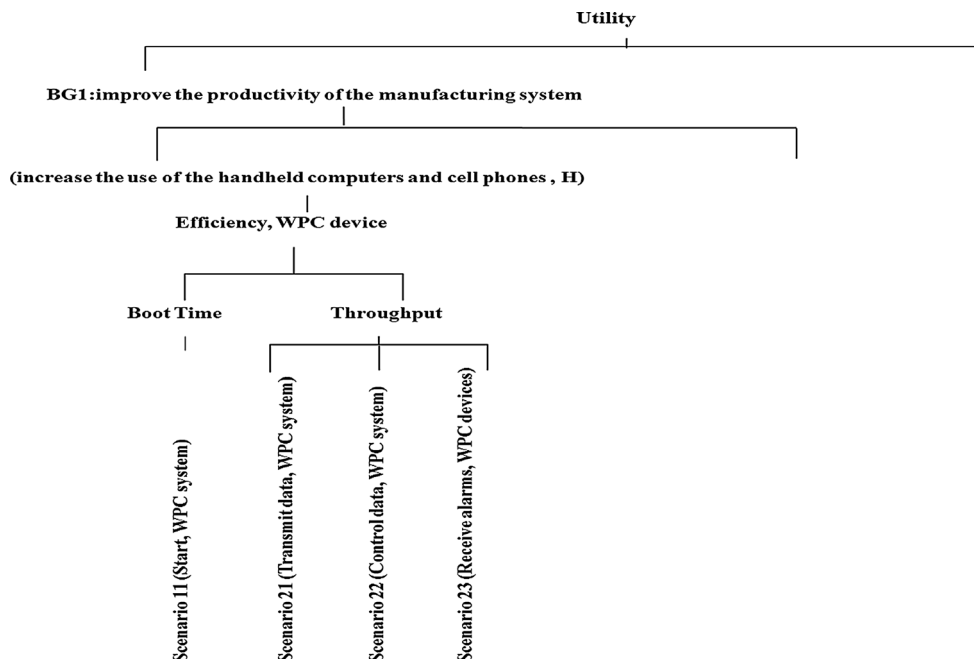 Utility
BG1:improve the productivity of the manufacturing system
(increase the use of the handheld computers and cell phones , H)
Efficiency, WPC device
Boot Time
Throughput
Scenario 11 (Start, WPC system)
Scenario 21 (Transmit data, WPC system)
Scenario 22 (Control data, WPC system)
Scenario 23 (Receive alarms, WPC devices)